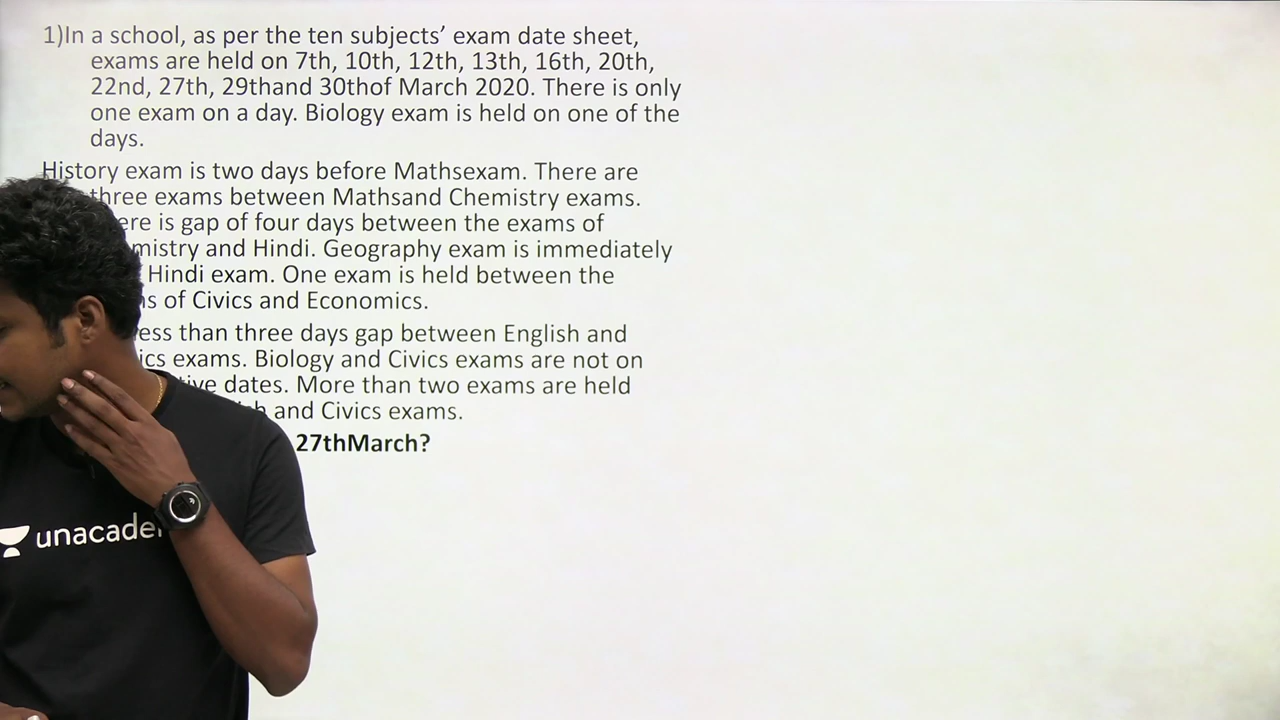 1)In a school, as per the ten subjects’ exam date sheet,
exams are held on 7th, 10th, 12th, 13th, 16th, 20th,
22nd, 27th, 29thand 30thof March 2020. There is only
one exam on a day. Biology exam is held on one of the
days.
History exam is two days before Mathsexam. There are
three exams between Mathsand Chemistry exams.
is gap of four days between the exams of
and Hindi. Geography exam is immediately
Hindi exam. One exam is held between the
of Civics and Economics.
than three days gap between English and
exams. Biology and Civics exams are not on
dates. More than two exams are held
and Civics exams.
27thMarch?
unacade